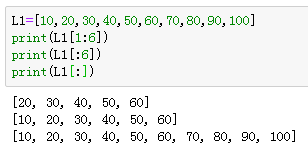 L1=[10,20,30,40,50,60,70,80,90,100]
print(L1[1:6])
print(L1[:6])
print(L1[:])
[20, 30, 40, 50, 60]
[10, 20, 30, 40, 50, 60]
[10, 20, 30, 40, 50, 60, 70, 80, 90, 100]